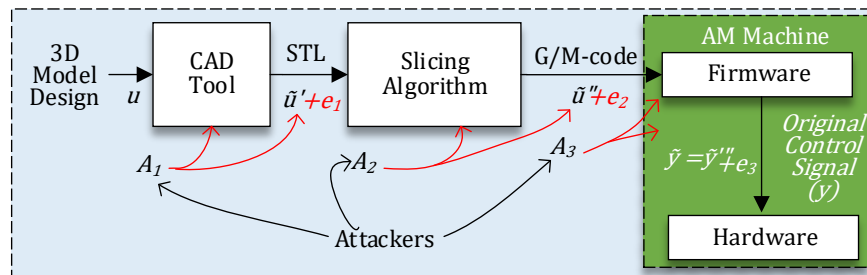 3D
Model
Design
u
CAD
Tool
STL
ũ'+e₁
Slicing
Algorithm
G/M-code
ũ"+e₂
AM Machine
Firmware
Original
Control
Signal
(y)
ỹ =ỹ'"+e₃
Hardware
A₁
A₂
A₃
Attackers